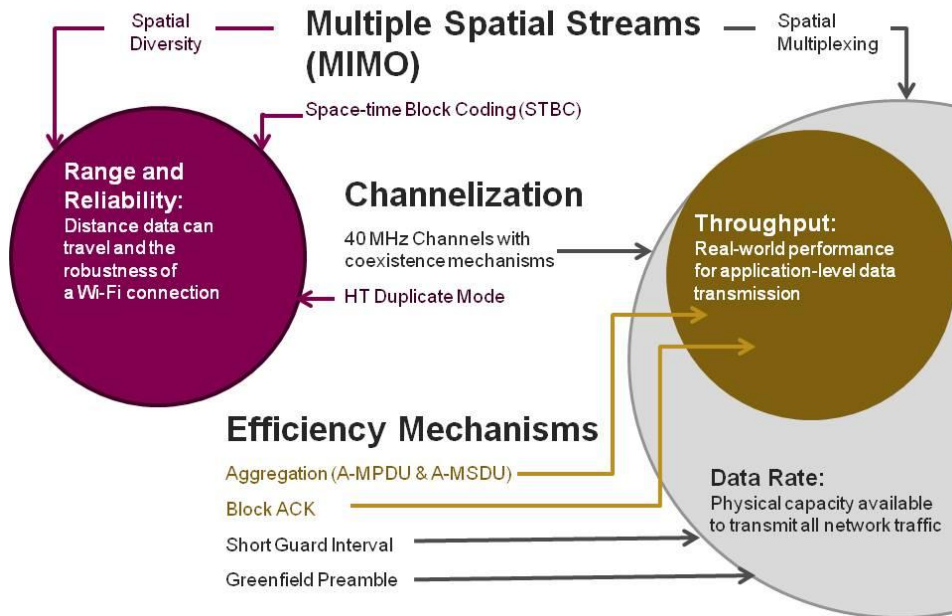 Spatial
Diversity
Multiple Spatial Streams
(MIMO)
Spatial
Multiplexing
Space-time Block Coding (STBC)
Range and
Reliability:
Distance data can
travel and the
robustness of
a Wi-Fi connection
Channelization
40 MHz Channels with
coexistence mechanisms
HT Duplicate Mode
Throughput:
Real-world performance
for application-level data
transmission
Efficiency Mechanisms
Aggregation (A-MPDU & A-MSDU)
Block ACK
Short Guard Interval
Greenfield Preamble
Data Rate:
Physical capacity available
to transmit all network traffic